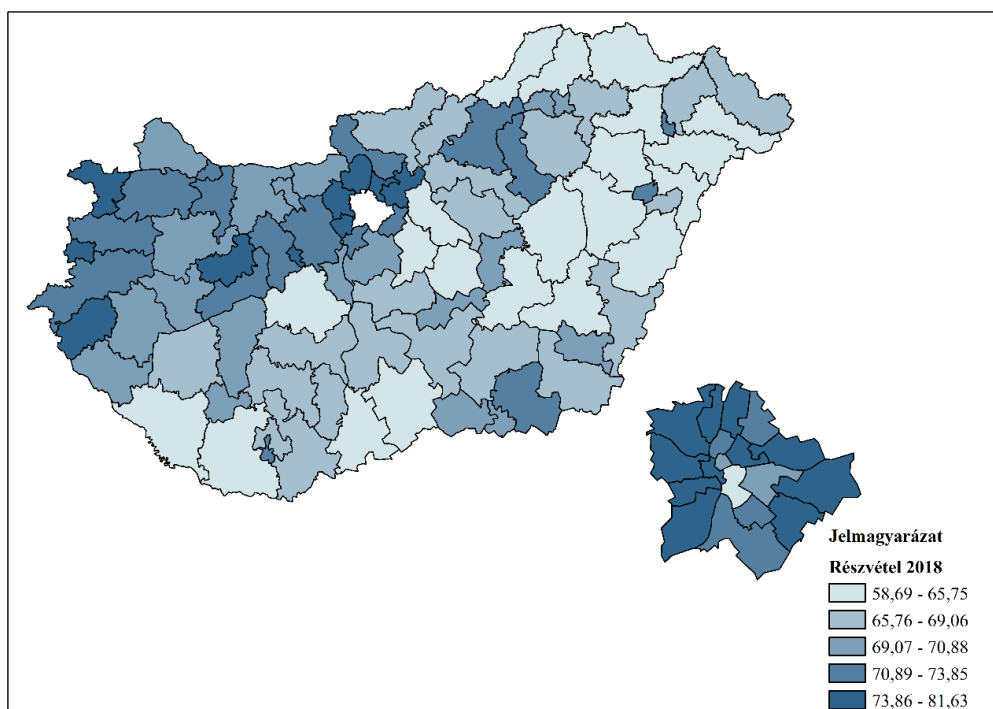 Jelmagyarázat
Részvétel 2018
58,69 - 65,75
65,76 - 69,06
69,07 - 70,88
70,89 - 73,85
73,86 - 81,63